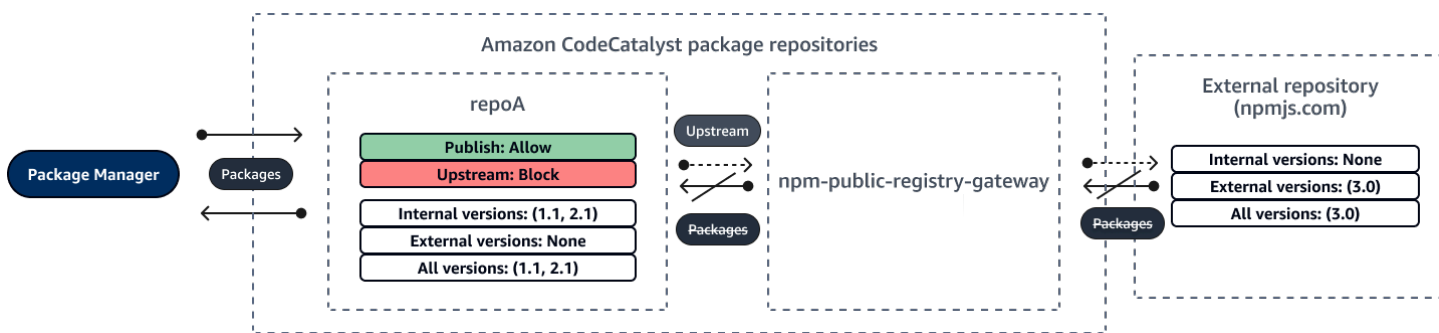 Amazon CodeCatalyst package repositories
Package Manager
Packages
repoA
Publish: Allow
Upstream: Block
Internal versions: (1.1, 2.1)
External versions: None
All versions: (1.1, 2.1)
Upstream
Packages
npm-public-registry-gateway
Packages
External repository
(npmjs.com)
Internal versions: None
External versions: (3.0)
All versions: (3.0)